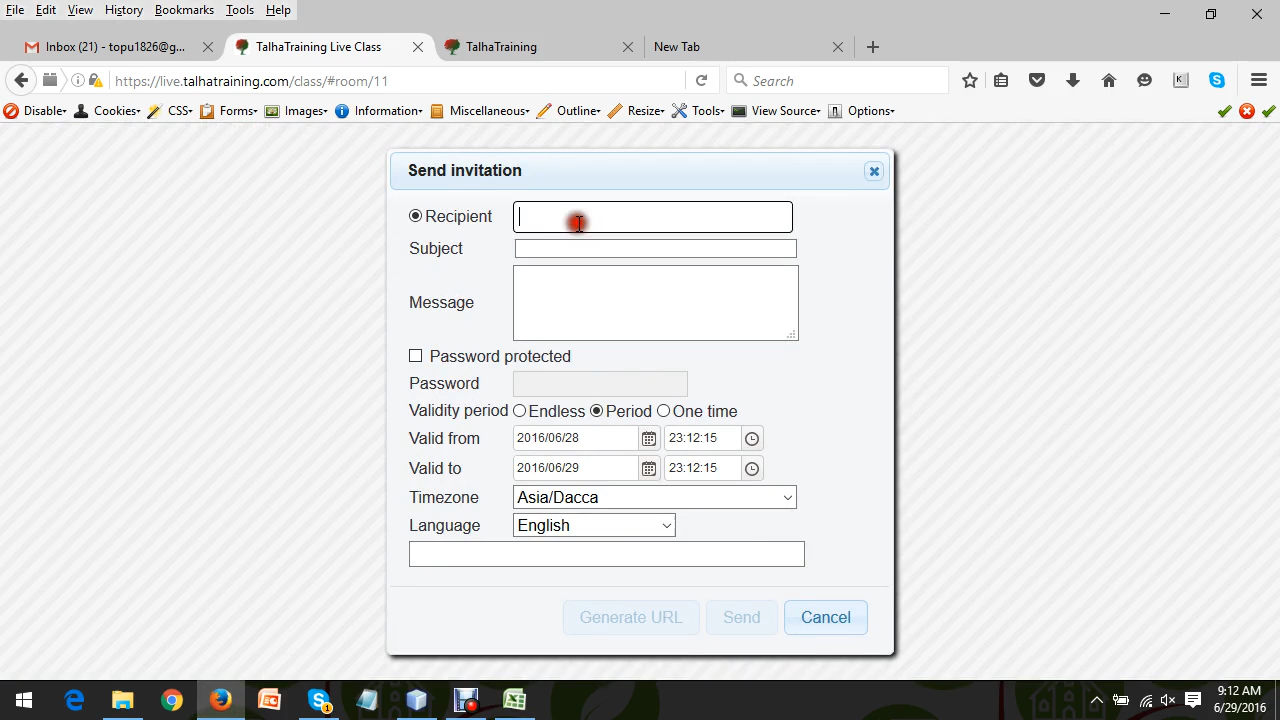 File Edit View History Bookmarks Tools Help
Inbox (21) - topu1826@g... TalhaTraining Live Class TalhaTraining New Tab
https://live.talhatraining.com/class/#room/11 Search
Disable Cookies CSS Forms Images Information Miscellaneous Outline Resize Tools View Source Options
Send invitation
Recipient
Subject
Message
Password protected
Password
Validity period Endless Period One time
Valid from 2016/06/28 23:12:15
Valid to 2016/06/29 23:12:15
Timezone Asia/Dacca
Language English
Generate URL Send Cancel
9:12 AM
6/29/2016